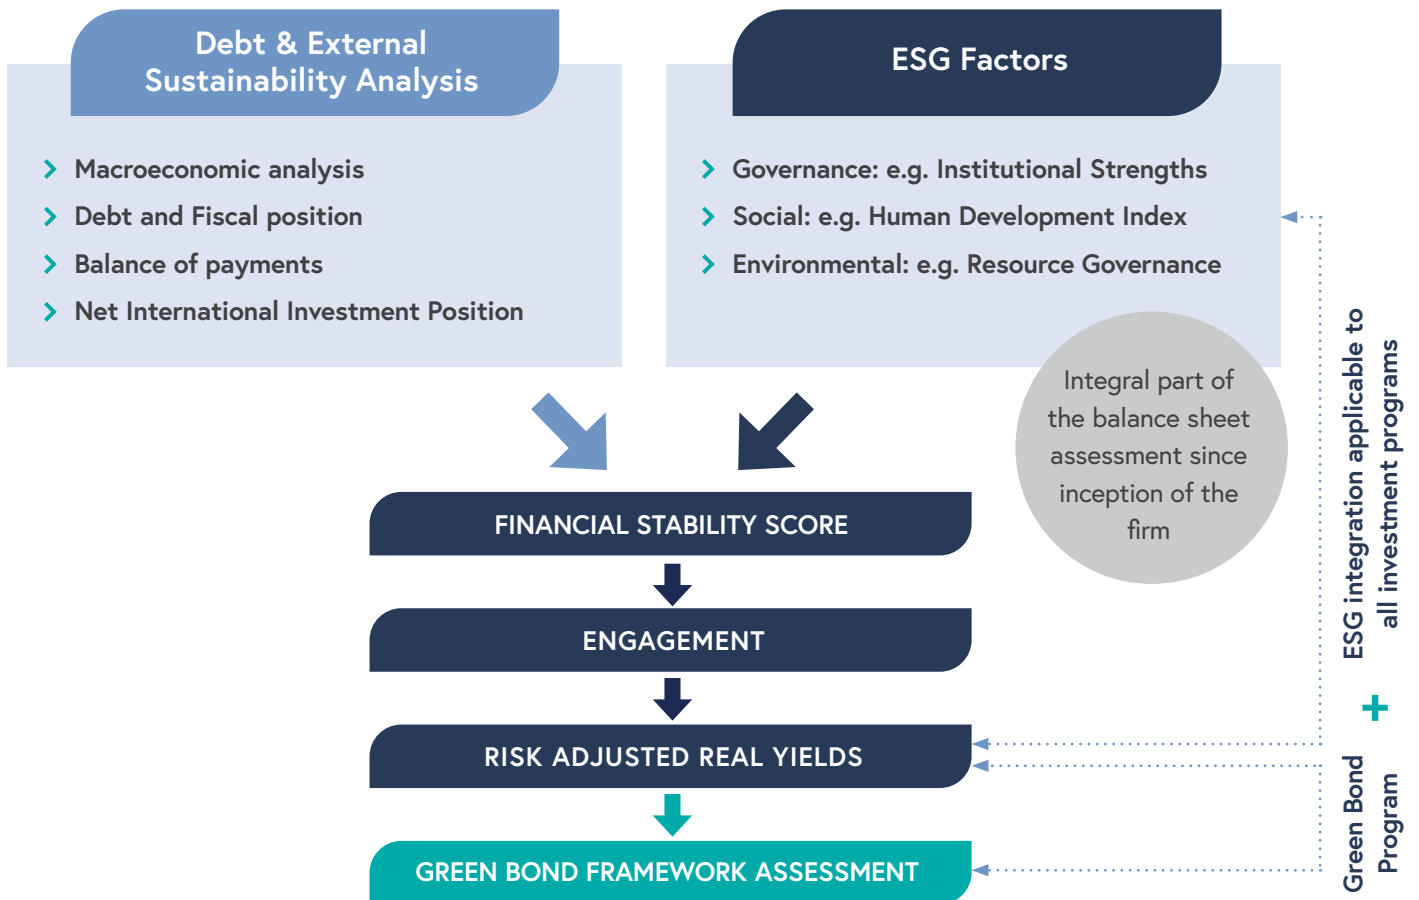 Debt & External
Sustainability Analysis
Macroeconomic analysis
Debt and Fiscal position
Balance of payments
Net International Investment Position
ESG Factors
Governance: e.g. Institutional Strengths
Social: e.g. Human Development Index
Environmental: e.g. Resource Governance
Integral part of
the balance sheet
assessment since
inception of the
firm
FINANCIAL STABILITY SCORE
ENGAGEMENT
RISK ADJUSTED REAL YIELDS
GREEN BOND FRAMEWORK ASSESSMENT
ESG integration applicable to
all investment programs
+
Green Bond
Program